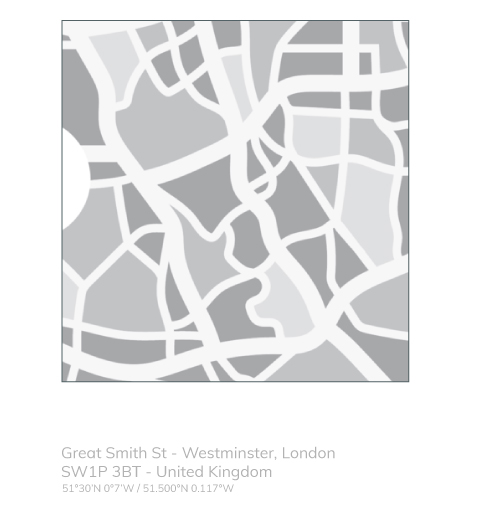 Great Smith St - Westminster, London
SW1P 3BT - United Kingdom
51°30'N 0°7'W / 51.500°N 0.117°W